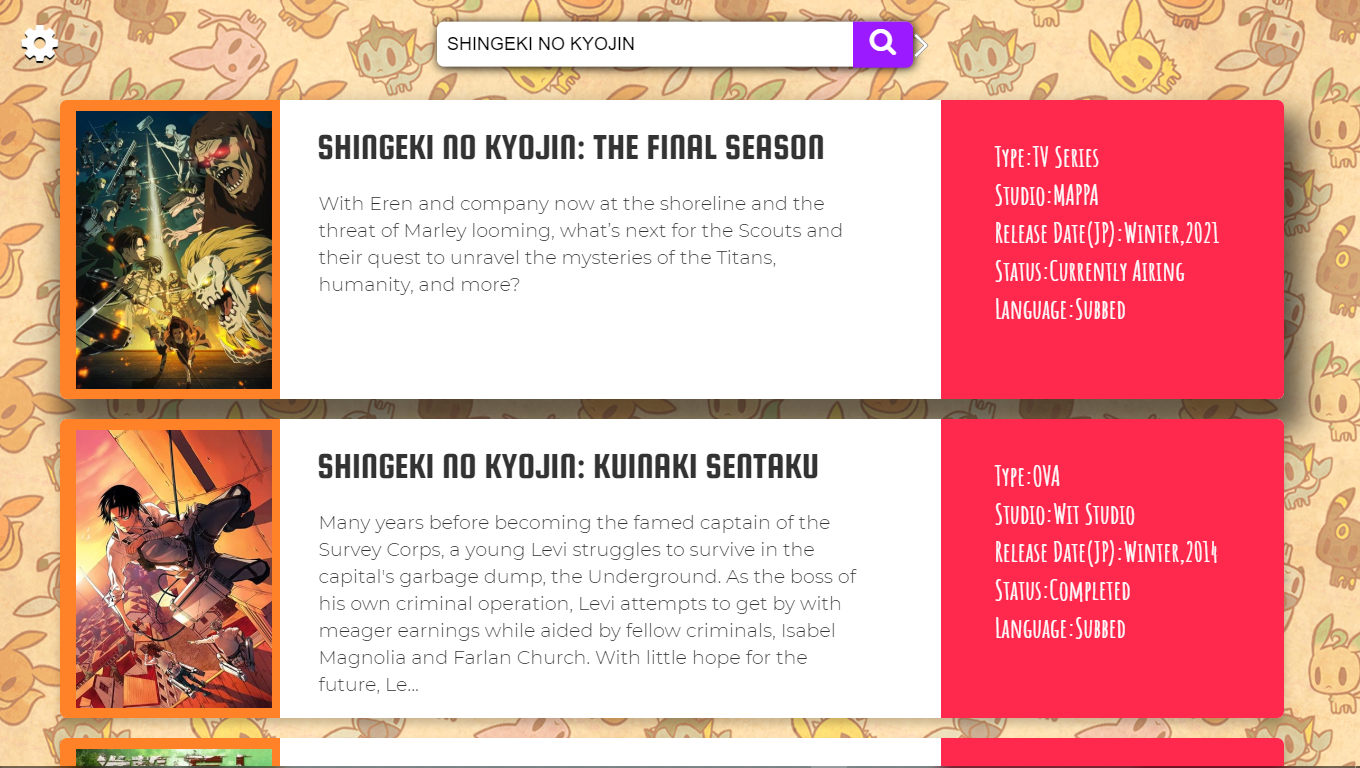 SHINGEKI NO KYOJIN
SHINGEKI NO KYOJIN: THE FINAL SEASON
With Eren and company now at the shoreline and the
threat of Marley looming, what’s next for the Scouts and
their quest to unravel the mysteries of the Titans,
humanity, and more?
Type:TV Series
Studio:MAPPA
Release Date(JP):Winter,2021
Status:Currently Airing
Language:Subbed
SHINGEKI NO KYOJIN: KUINAKI SENTAKU
Many years before becoming the famed captain of the
Survey Corps, a young Levi struggles to survive in the
capital's garbage dump, the Underground. As the boss of
his own criminal operation, Levi attempts to get by with
meager earnings while aided by fellow criminals, Isabel
Magnolia and Farlan Church. With little hope for the
future, Le...
Type:OVA
Studio:Wit Studio
Release Date(JP):Winter,2014
Status:Completed
Language:Subbed